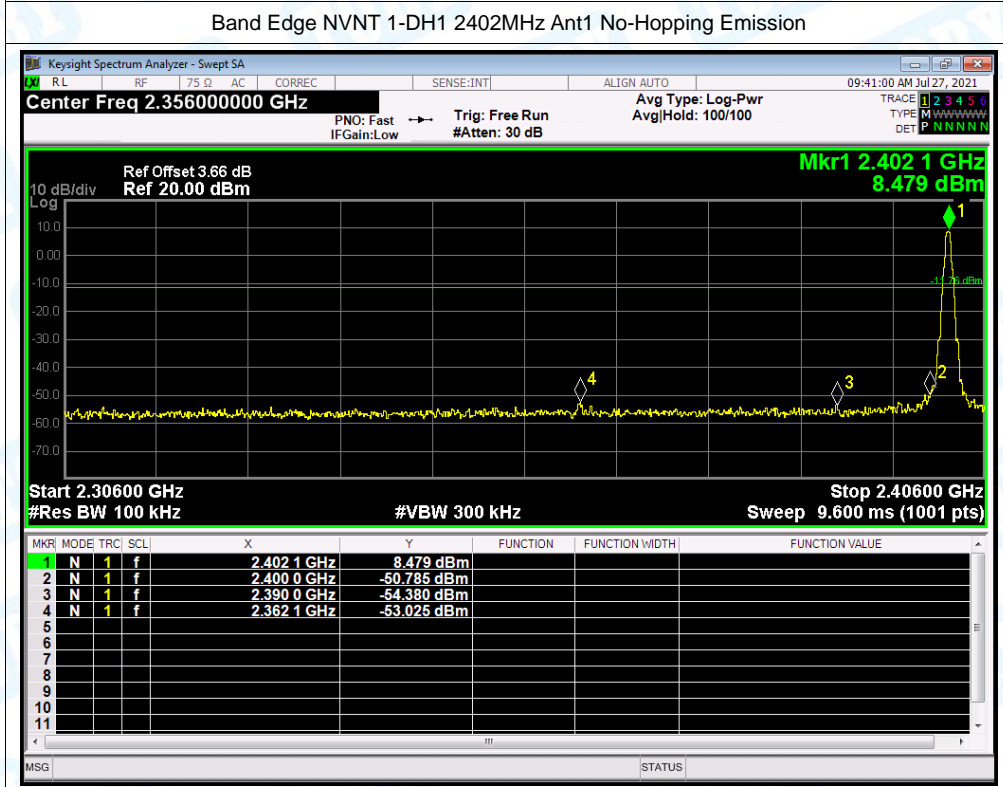 Band Edge NVNT 1-DH1 2402MHz Ant1 No-Hopping Emission
Keysight Spectrum Analyzer - Swept SA
LXI RL RF 75 Ω AC CORREC SENSE:INT ALIGN AUTO 09:41:00 AM Jul 27, 2021
Center Freq 2.356000000 GHz
PNO: Fast
IFGain:Low
Trig: Free Run
#Atten: 30 dB
Avg Type: Log-Pwr
Avg|Hold: 100/100
TRACE 1 2 3 4 5 6
TYPE M W W W W W
DET P N N N N N
Mkr1 2.402 1 GHz
8.479 dBm
Ref Offset 3.66 dB
10 dB/div Ref 20.00 dBm
Log
1
10.0
0.00
-10.0
-11.76 dBm
-20.0
-30.0
-40.0
4
3
2
-50.0
-60.0
-70.0
Start 2.30600 GHz Stop 2.40600 GHz
#Res BW 100 kHz #VBW 300 kHz Sweep 9.600 ms (1001 pts)
MKR MODE TRC SCL X Y FUNCTION FUNCTION WIDTH FUNCTION VALUE
1 N 1 f 2.402 1 GHz 8.479 dBm
2 N 1 f 2.400 0 GHz -50.785 dBm
3 N 1 f 2.390 0 GHz -54.380 dBm
4 N 1 f 2.362 1 GHz -53.025 dBm
5
6
7
8
9
10
11
MSG STATUS